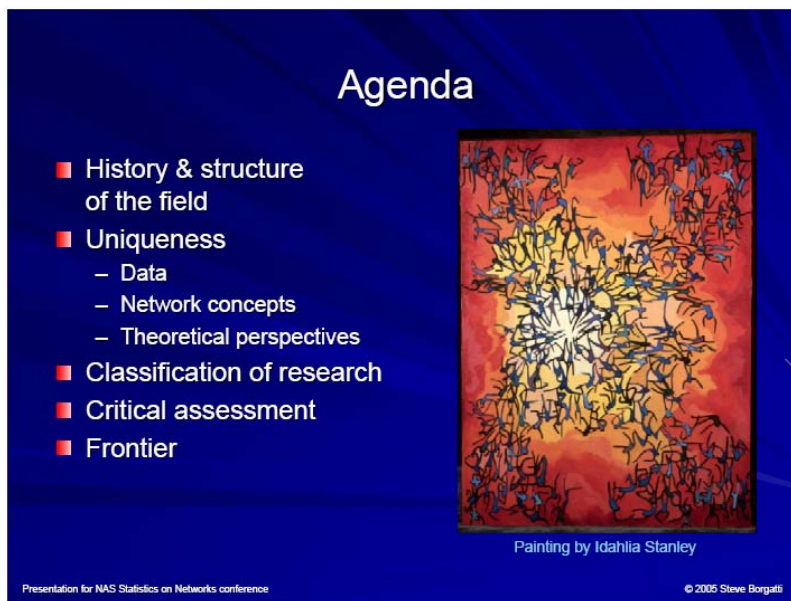 Agenda
History & structure
of the field
Uniqueness
– Data
– Network concepts
– Theoretical perspectives
Classification of research
Critical assessment
Frontier
Painting by Idahlia Stanley
Presentation for NAS Statistics on Networks conference
© 2005 Steve Borgatti